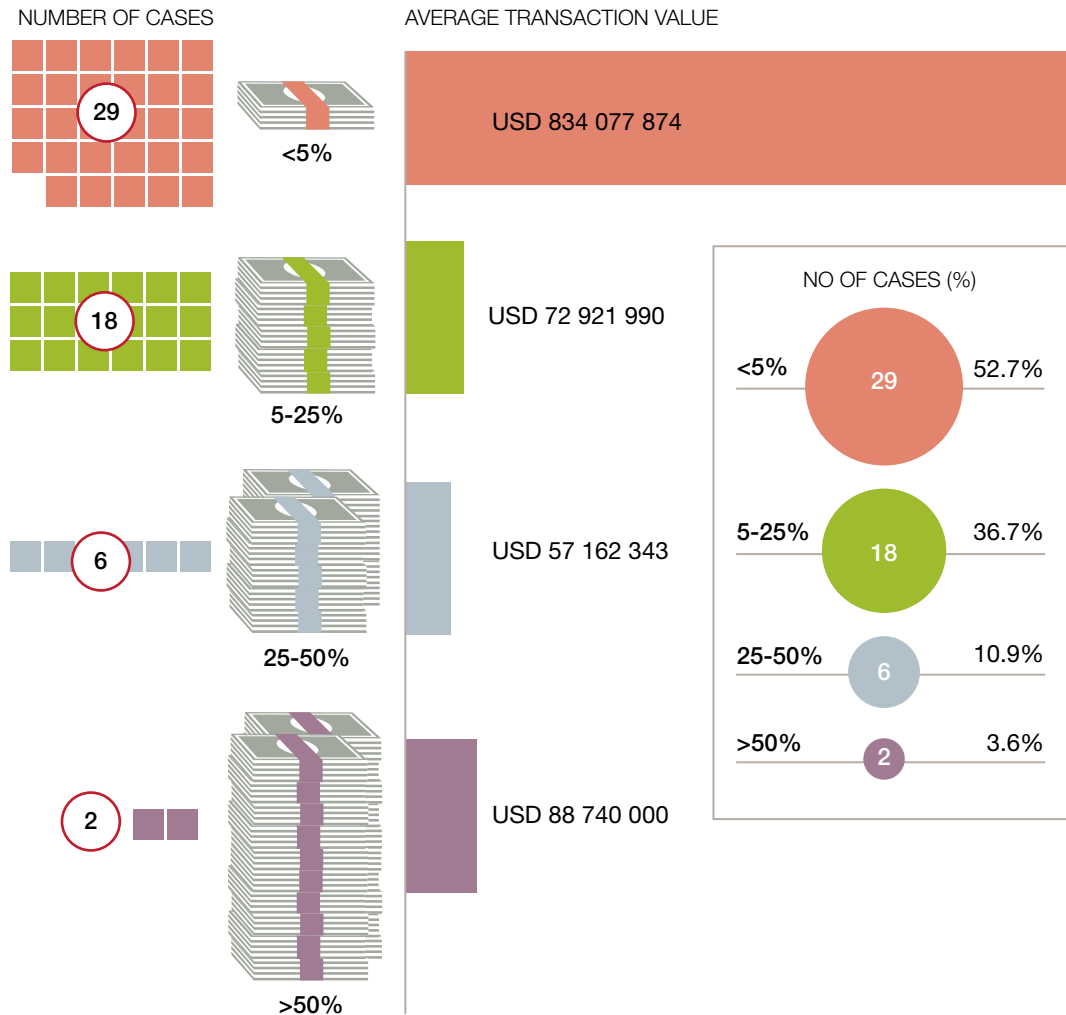 NUMBER OF CASES
AVERAGE TRANSACTION VALUE
29
<5%
USD 834 077 874
18
5-25%
USD 72 921 990
6
25-50%
USD 57 162 343
2
>50%
USD 88 740 000
NO OF CASES (%)
<5% 29 52.7%
5-25% 18 36.7%
25-50% 6 10.9%
>50% 2 3.6%